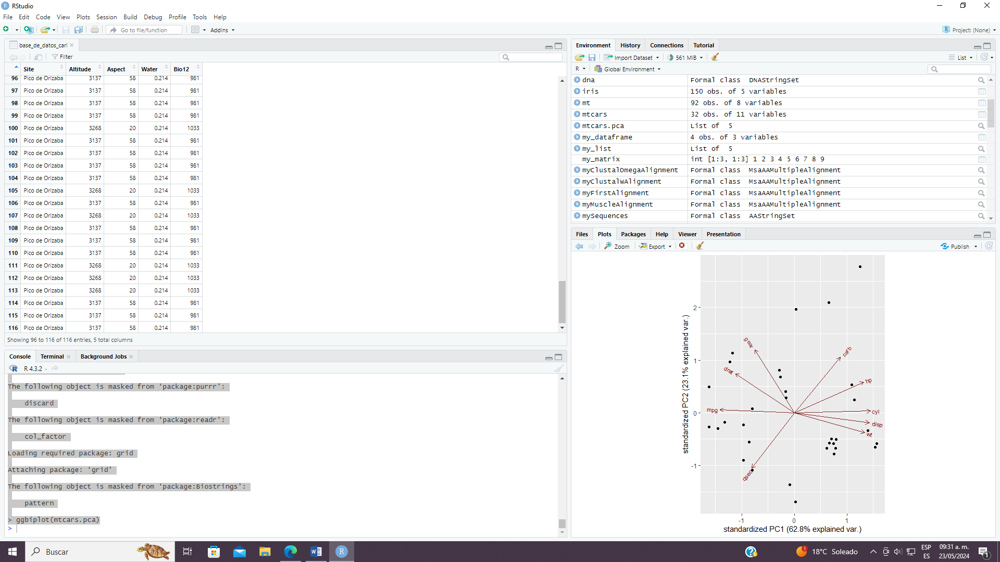 RStudio
File Edit Code View Plots Session Build Debug Profile Tools Help
Go to file/function Addins Project: (None)
base_de_datos_cari
Filter
Site Altitude Aspect Water Bio12
96 Pico de Orizaba 3137 58 0.214 981
97 Pico de Orizaba 3137 58 0.214 981
98 Pico de Orizaba 3137 58 0.214 981
99 Pico de Orizaba 3137 58 0.214 981
100 Pico de Orizaba 3268 20 0.214 1033
101 Pico de Orizaba 3137 58 0.214 981
102 Pico de Orizaba 3137 58 0.214 981
103 Pico de Orizaba 3137 58 0.214 981
104 Pico de Orizaba 3137 58 0.214 981
105 Pico de Orizaba 3268 20 0.214 1033
106 Pico de Orizaba 3137 58 0.214 981
107 Pico de Orizaba 3268 20 0.214 1033
108 Pico de Orizaba 3137 58 0.214 981
109 Pico de Orizaba 3137 58 0.214 981
110 Pico de Orizaba 3137 58 0.214 981
111 Pico de Orizaba 3268 20 0.214 1033
112 Pico de Orizaba 3268 20 0.214 1033
113 Pico de Orizaba 3268 20 0.214 1033
114 Pico de Orizaba 3137 58 0.214 981
115 Pico de Orizaba 3137 58 0.214 981
116 Pico de Orizaba 3137 58 0.214 981
Showing 96 to 116 of 116 entries, 5 total columns
Console Terminal Background Jobs
R 4.3.2 ·
The following object is masked from ‘package:purrr’:
discard
The following object is masked from ‘package:readr’:
col_factor
Loading required package: grid
Attaching package: ‘grid’
The following object is masked from ‘package:Biostrings’:
pattern
> ggbiplot(mtcars.pca)
>
Environment History Connections Tutorial
Import Dataset 561 MiB List
R Global Environment
dna Formal class DNAStringSet
iris 150 obs. of 5 variables
mt 92 obs. of 8 variables
mtcars 32 obs. of 11 variables
mtcars.pca List of 5
my_dataframe 4 obs. of 3 variables
my_list List of 5
my_matrix int [1:3, 1:3] 1 2 3 4 5 6 7 8 9
myClustalOmegaAlignment Formal class MsaAAMultipleAlignment
myClustalWAlignment Formal class MsaAAMultipleAlignment
myFirstAlignment Formal class MsaAAMultipleAlignment
myMuscleAlignment Formal class MsaAAMultipleAlignment
mySequences Formal class AAStringSet
Files Plots Packages Help Viewer Presentation
Zoom Export Publish
standardized PC2 (23.1% explained var.)
2
1
0
-1
gear
carb
drat
hp
mpg
cyl
disp
wt
qsec
-1 0 1
standardized PC1 (62.8% explained var.)
Buscar
18°C Soleado
ESP
ES
09:31 a. m.
23/05/2024
1